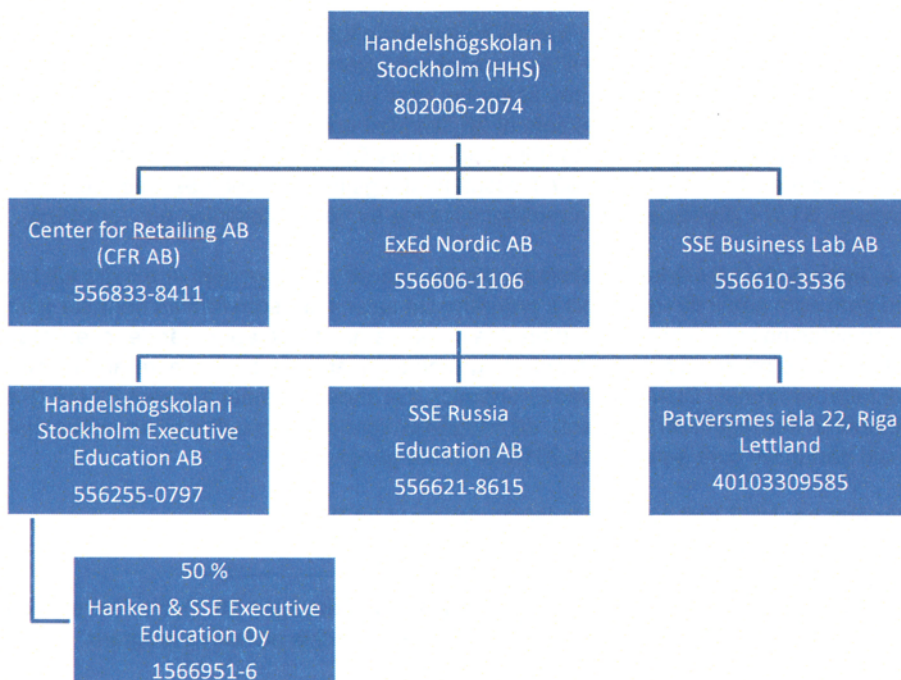 Handelshögskolan i
Stockholm (HHS)
802006-2074
Center for Retailing AB
(CFR AB)
556833-8411
ExEd Nordic AB
556606-1106
SSE Business Lab AB
556610-3536
Handelshögskolan i
Stockholm Executive
Education AB
556255-0797
SSE Russia
Education AB
556621-8615
Patversmes iela 22, Riga
Lettland
40103309585
50 %
Hanken & SSE Executive
Education Oy
1566951-6